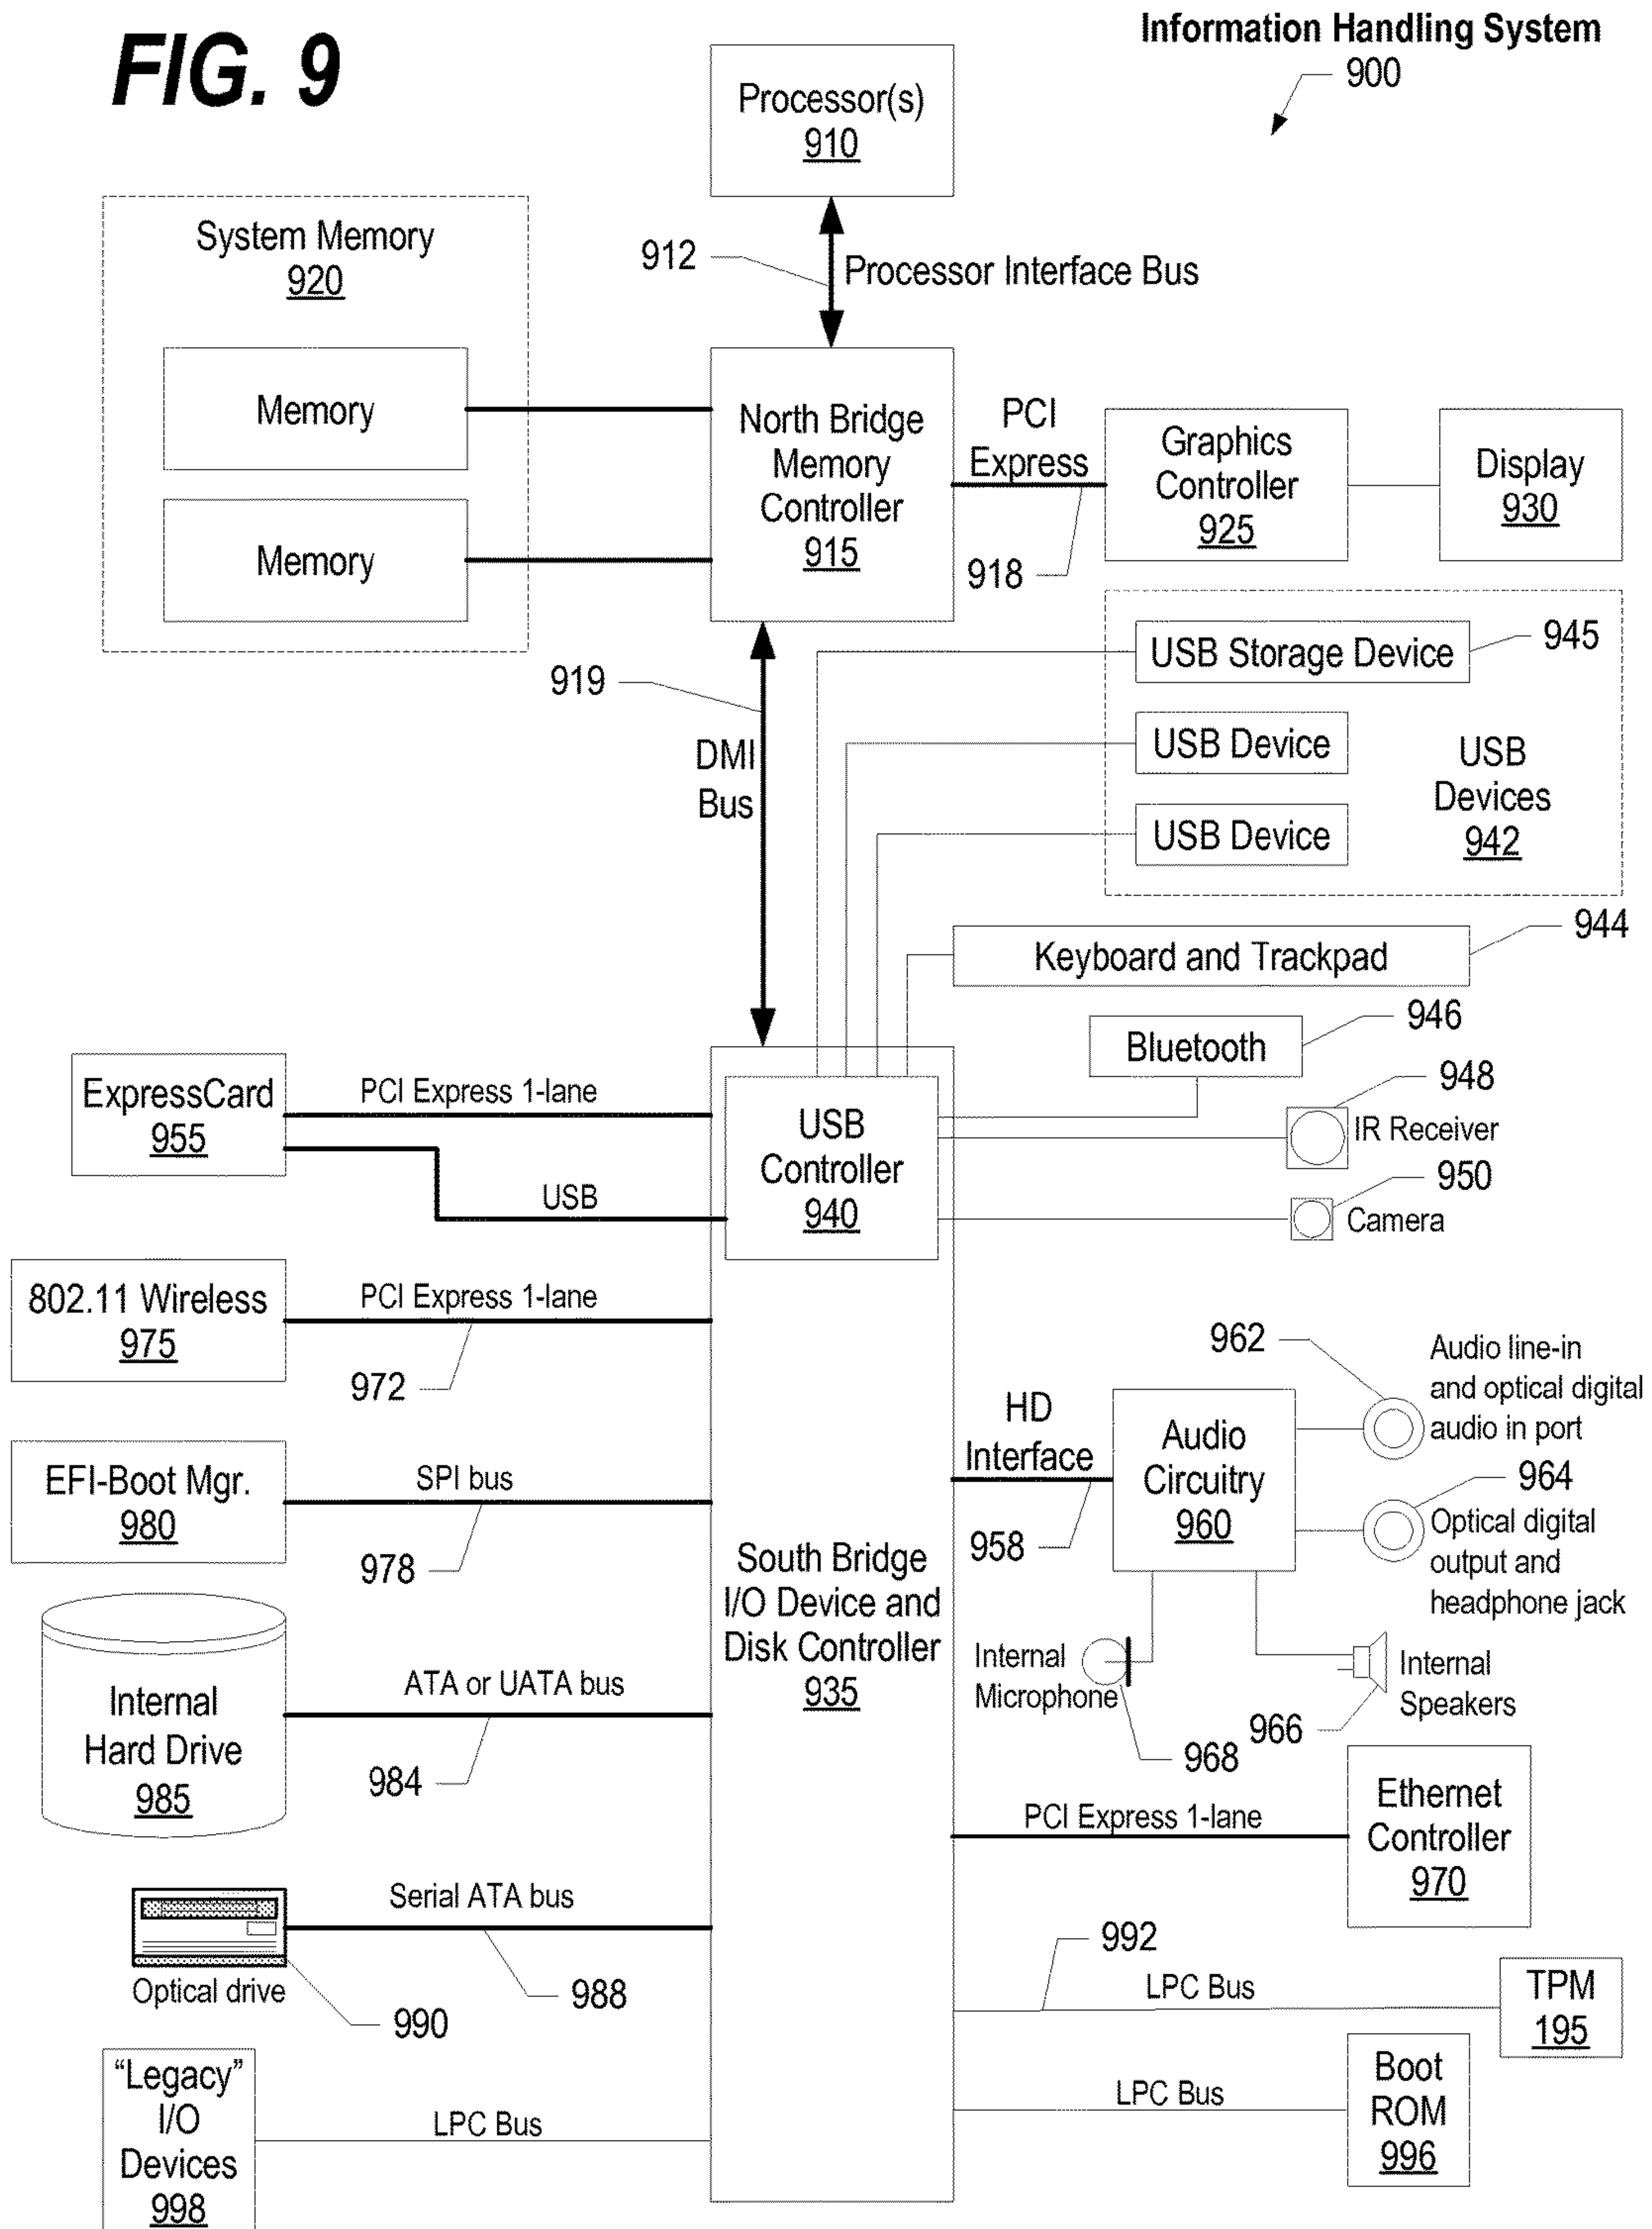 FIG. 9
Information Handling System
900
Processor(s)
910
System Memory
920
912
Processor Interface Bus
Memory
Memory
North Bridge
Memory
Controller
915
PCI
Express
918
Graphics
Controller
925
Display
930
919
DMI
Bus
USB Storage Device
945
USB Device
USB Device
USB
Devices
942
Keyboard and Trackpad
944
Bluetooth
946
948
IR Receiver
950
Camera
ExpressCard
955
PCI Express 1-lane
USB
USB
Controller
940
802.11 Wireless
975
PCI Express 1-lane
972
EFI-Boot Mgr.
980
SPI bus
978
HD
Interface
958
Audio
Circuitry
960
962
Audio line-in
and optical digital
audio in port
964
Optical digital
output and
headphone jack
South Bridge
I/O Device and
Disk Controller
935
Internal
Microphone
968
Internal
Speakers
966
Internal
Hard Drive
985
ATA or UATA bus
984
PCI Express 1-lane
Ethernet
Controller
970
Serial ATA bus
988
Optical drive
990
992
LPC Bus
TPM
195
"Legacy"
I/O
Devices
998
LPC Bus
LPC Bus
Boot
ROM
996